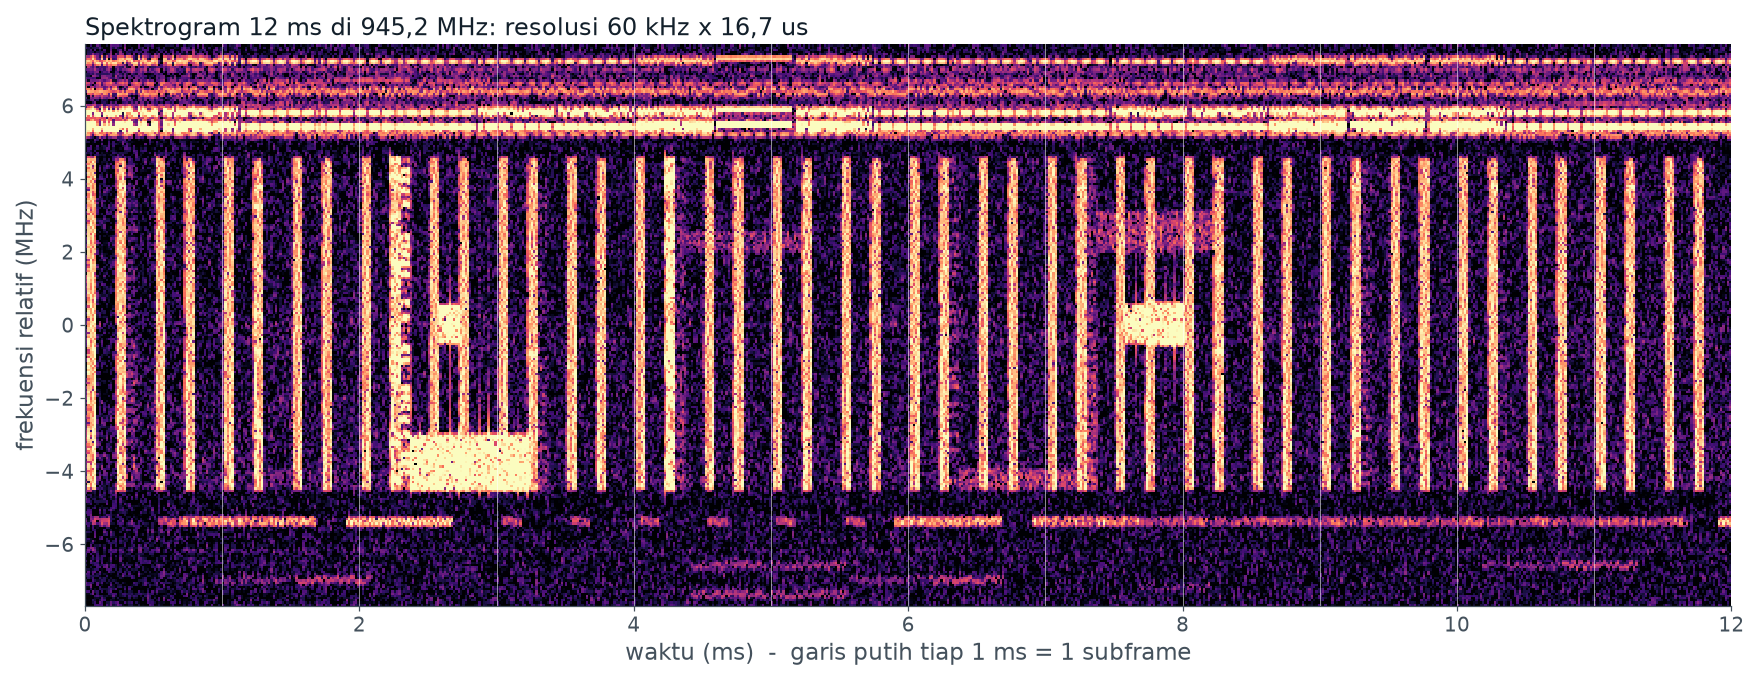 Spektrogram 12 ms di 945,2 MHz: resolusi 60 kHz x 16,7 us
frekuensi relatif (MHz)
6
4
2
0
−2
−4
−6
0 2 4 6 8 10 12
waktu (ms)  -  garis putih tiap 1 ms = 1 subframe